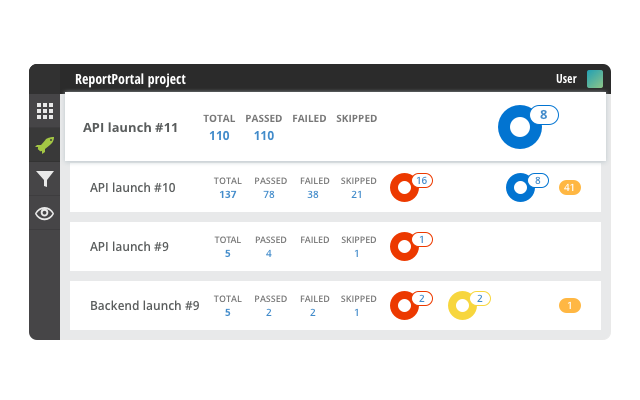 ReportPortal project User
API launch #11 TOTAL PASSED FAILED SKIPPED 8
110 110
API launch #10 TOTAL PASSED FAILED SKIPPED 16 8 41
137 78 38 21
API launch #9 TOTAL PASSED FAILED SKIPPED 1
5 4 1
Backend launch #9 TOTAL PASSED FAILED SKIPPED 2 2 1
5 2 2 1